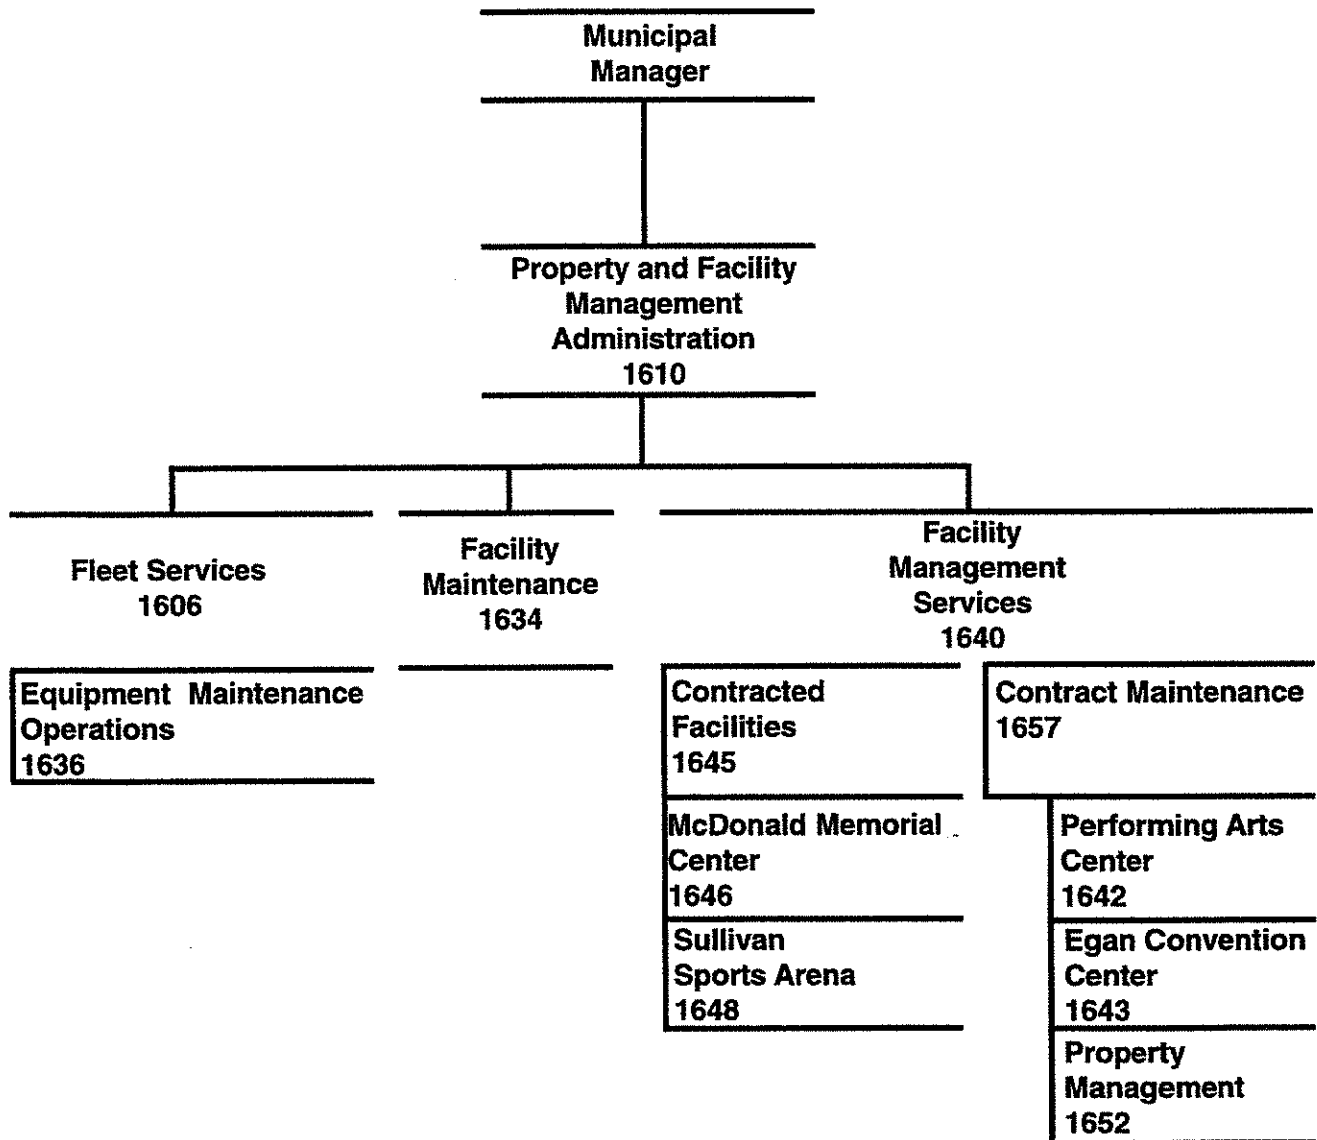 Municipal
Manager
Property and Facility
Management
Administration
1610
Fleet Services
1606
Facility
Maintenance
1634
Facility
Management
Services
1640
Equipment Maintenance
Operations
1636
Contracted
Facilities
1645
McDonald Memorial
Center
1646
Sullivan
Sports Arena
1648
Contract Maintenance
1657
Performing Arts
Center
1642
Egan Convention
Center
1643
Property
Management
1652